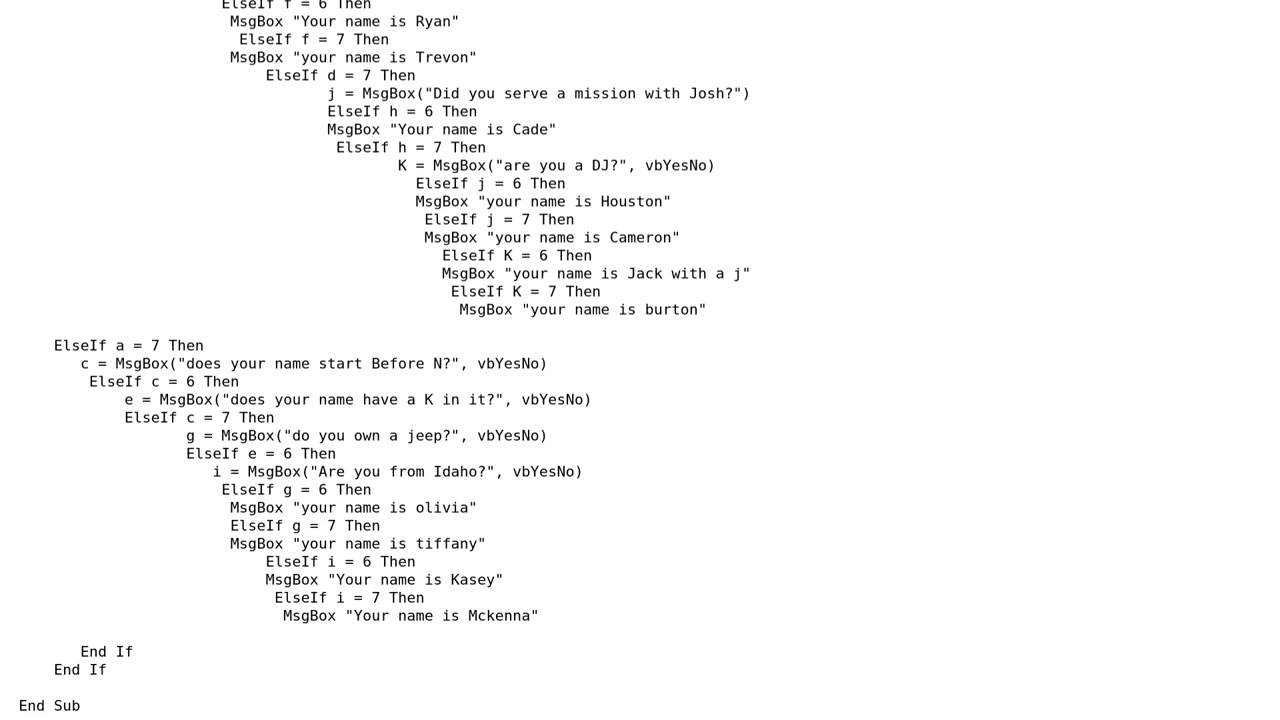 ElseIf f = 6 Then
MsgBox "Your name is Ryan"
ElseIf f = 7 Then
MsgBox "your name is Trevon"
ElseIf d = 7 Then
j = MsgBox("Did you serve a mission with Josh?")
ElseIf h = 6 Then
MsgBox "Your name is Cade"
ElseIf h = 7 Then
K = MsgBox("are you a DJ?", vbYesNo)
ElseIf j = 6 Then
MsgBox "your name is Houston"
ElseIf j = 7 Then
MsgBox "your name is Cameron"
ElseIf K = 6 Then
MsgBox "your name is Jack with a j"
ElseIf K = 7 Then
MsgBox "your name is burton"
ElseIf a = 7 Then
c = MsgBox("does your name start Before N?", vbYesNo)
ElseIf c = 6 Then
e = MsgBox("does your name have a K in it?", vbYesNo)
ElseIf c = 7 Then
g = MsgBox("do you own a jeep?", vbYesNo)
ElseIf e = 6 Then
i = MsgBox("Are you from Idaho?", vbYesNo)
ElseIf g = 6 Then
MsgBox "your name is olivia"
ElseIf g = 7 Then
MsgBox "your name is tiffany"
ElseIf i = 6 Then
MsgBox "Your name is Kasey"
ElseIf i = 7 Then
MsgBox "Your name is Mckenna"
End If
End If
End Sub